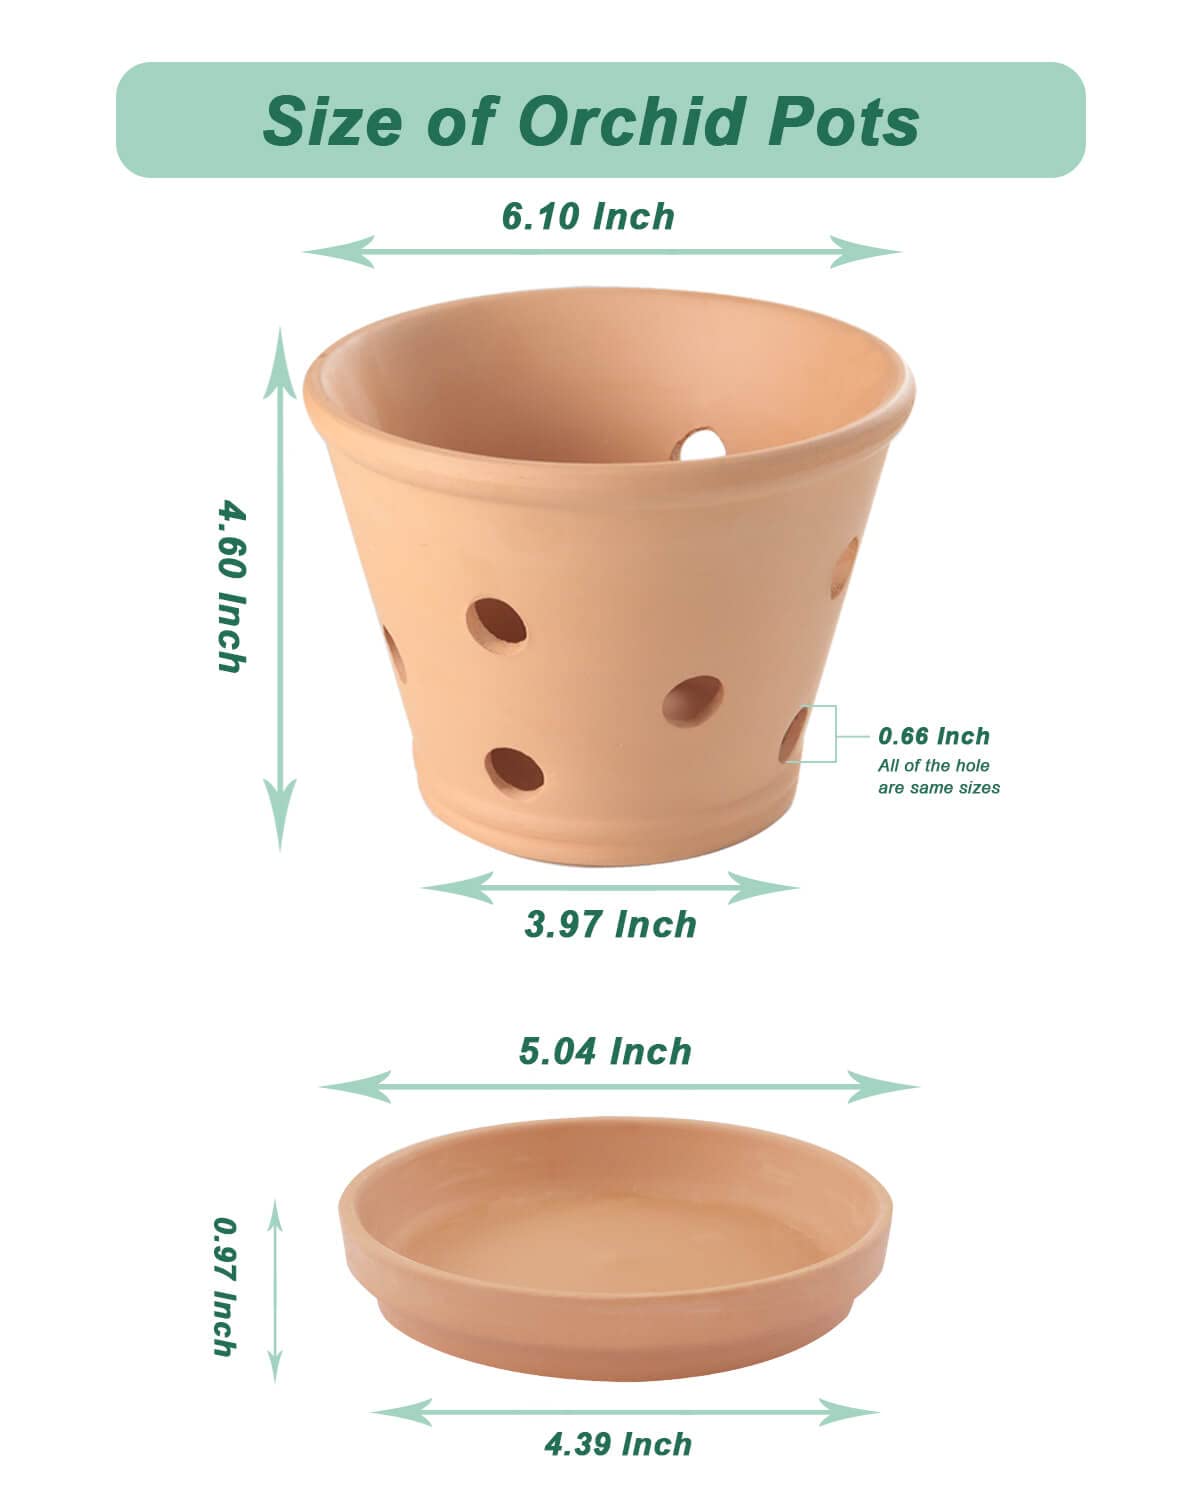 Size of Orchid Pots
6.10 Inch
4.60 Inch
0.66 Inch
All of the hole
are same sizes
3.97 Inch
5.04 Inch
0.97 Inch
4.39 Inch